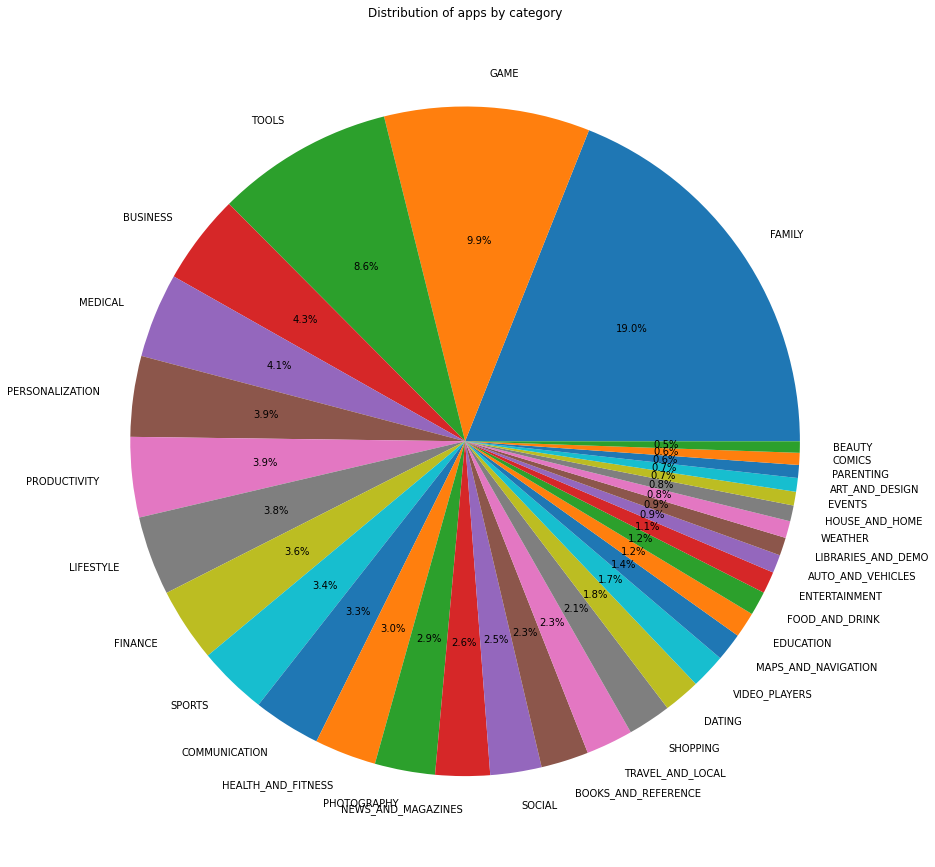 Distribution of apps by category
FAMILY
19.0%
GAME
9.9%
TOOLS
8.6%
BUSINESS
4.3%
MEDICAL
4.1%
PERSONALIZATION
3.9%
PRODUCTIVITY
3.9%
LIFESTYLE
3.8%
FINANCE
3.6%
SPORTS
3.4%
COMMUNICATION
3.3%
HEALTH_AND_FITNESS
3.0%
PHOTOGRAPHY
2.9%
NEWS_AND_MAGAZINES
2.6%
SOCIAL
2.5%
BOOKS_AND_REFERENCE
2.3%
TRAVEL_AND_LOCAL
2.3%
SHOPPING
2.1%
DATING
1.8%
VIDEO_PLAYERS
1.7%
MAPS_AND_NAVIGATION
1.4%
EDUCATION
1.2%
FOOD_AND_DRINK
1.2%
ENTERTAINMENT
1.1%
AUTO_AND_VEHICLES
0.9%
LIBRARIES_AND_DEMO
0.9%
WEATHER
0.8%
HOUSE_AND_HOME
0.8%
EVENTS
0.7%
ART_AND_DESIGN
0.7%
PARENTING
0.6%
COMICS
0.6%
BEAUTY
0.5%